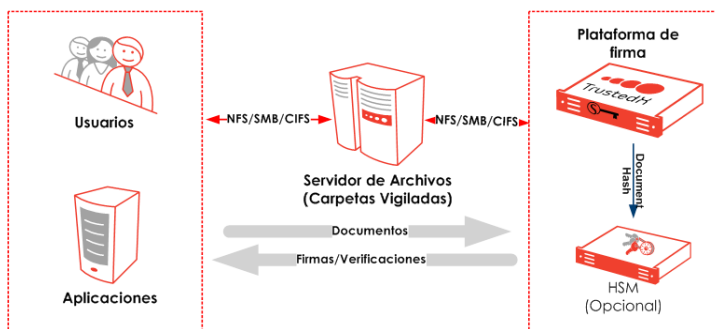 Usuarios
Aplicaciones
NFS/SMB/CIFS
Servidor de Archivos
(Carpetas Vigiladas)
NFS/SMB/CIFS
Documentos
Firmas/Verificaciones
Plataforma de
firma
TrustedX
Document
Hash
HSM
(Opcional)